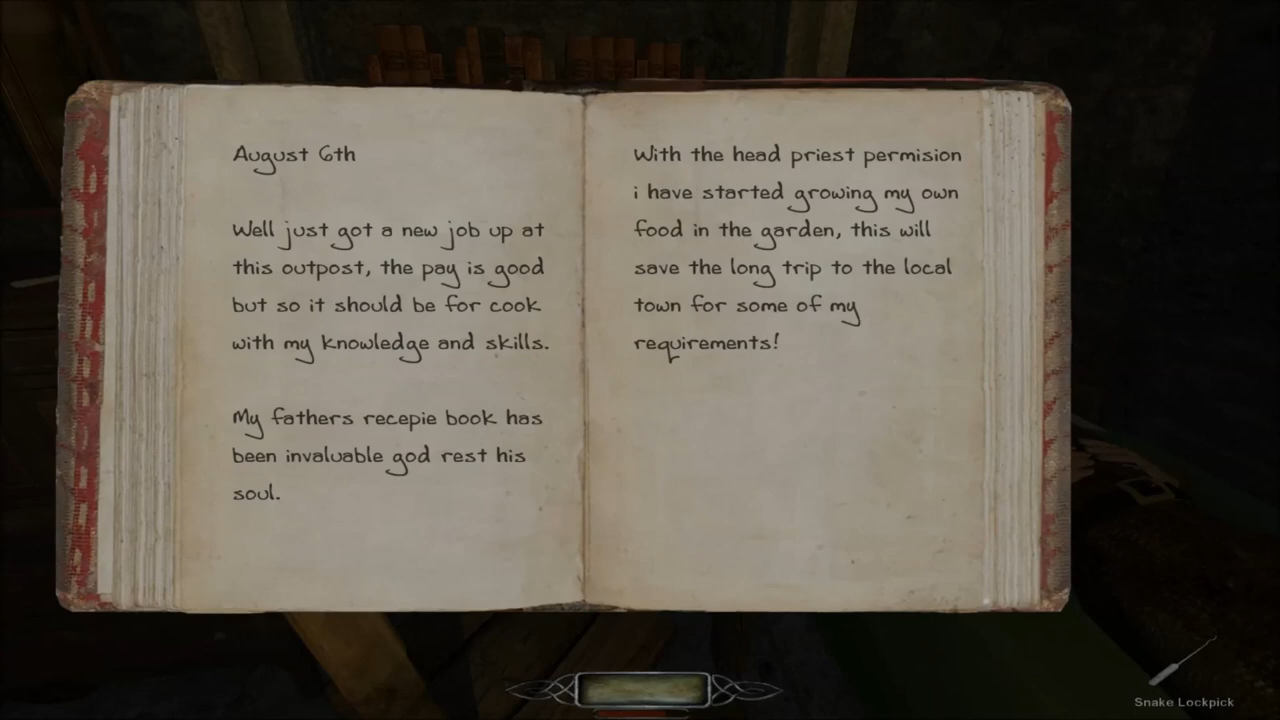 August 6th
Well just got a new job up at
this outpost, the pay is good
but so it should be for cook
with my knowledge and skills.
My fathers recepie book has
been invaluable god rest his
soul.
With the head priest permision
i have started growing my own
food in the garden, this will
save the long trip to the local
town for some of my
requirements!
Snake Lockpick